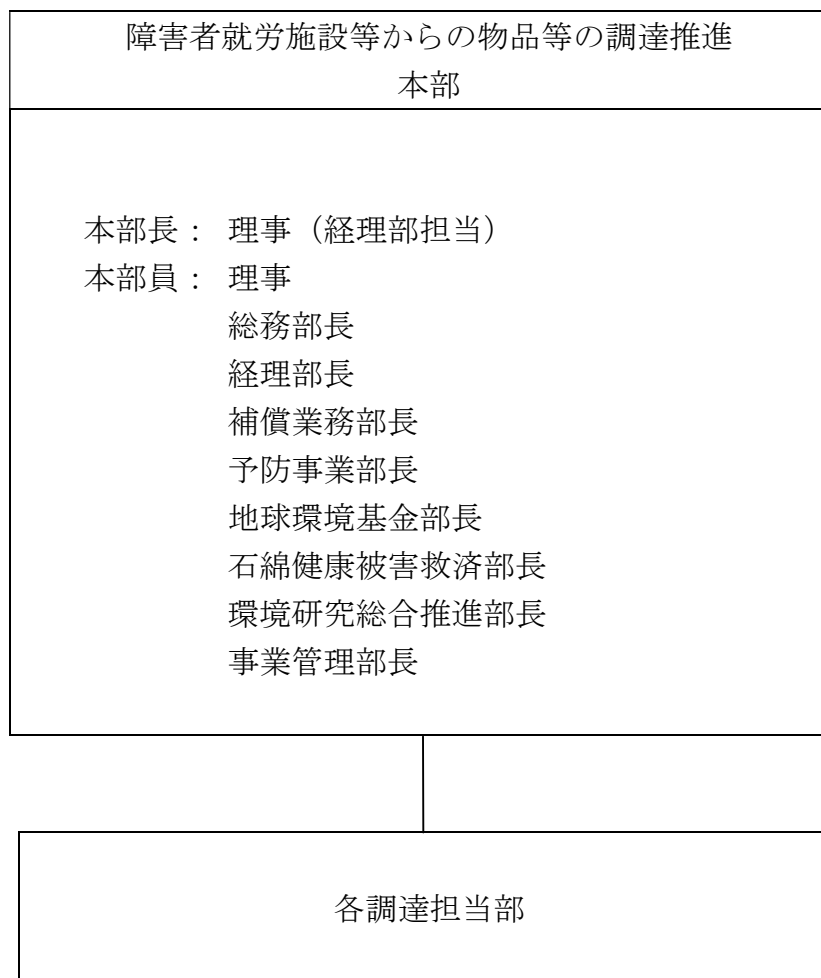 障害者就労施設等からの物品等の調達推進
本部
本部長： 理事（経理部担当）
本部員： 理事
総務部長
経理部長
補償業務部長
予防事業部長
地球環境基金部長
石綿健康被害救済部長
環境研究総合推進部長
事業管理部長
各調達担当部